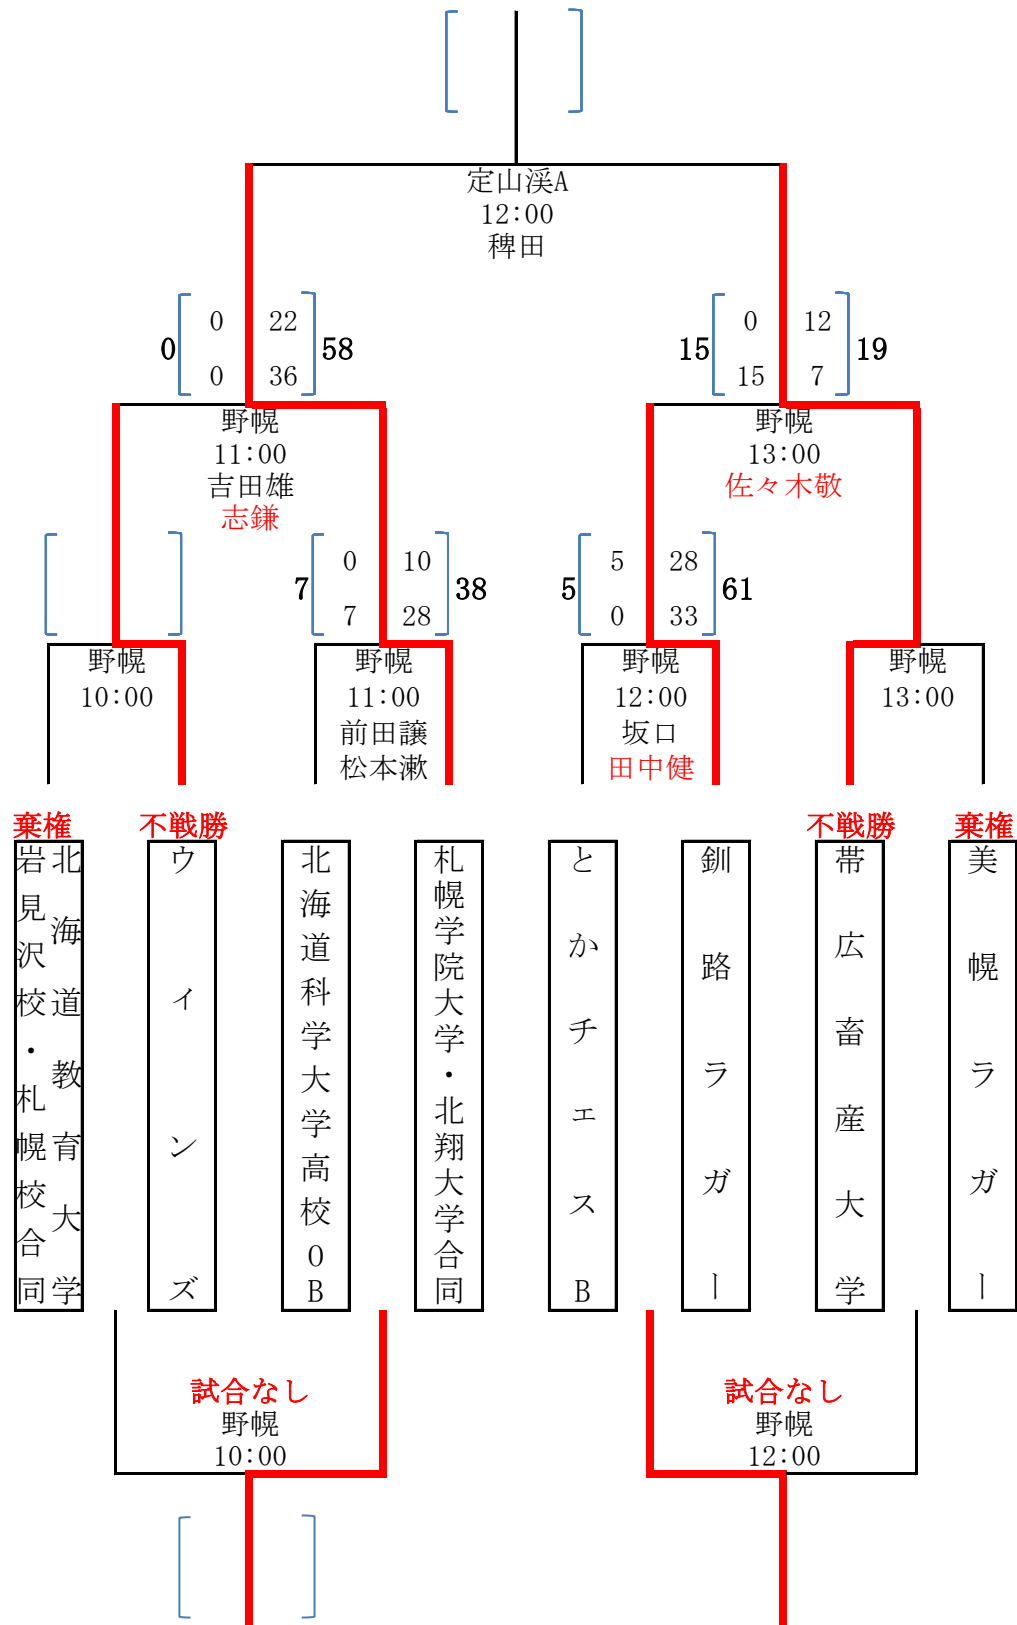 定山渓A
12:00
稗田
0
0
22
0
36
58
15
0
12
15
7
19
野幌
11:00
吉田雄
志鎌
野幌
13:00
佐々木敬
7
0
10
7
28
38
5
5
28
0
33
61
野幌
10:00
野幌
11:00
前田譲
松本漱
野幌
12:00
坂口
田中健
野幌
13:00
棄権
不戦勝
不戦勝
棄権
北海道教育大学
岩見沢校・札幌校合同
ウィンズ
北海道科学大学高校OB
札幌学院大学・北翔大学合同
とかチェスB
釧路ラガー
帯広畜産大学
美幌ラガー
試合なし
野幌
10:00
試合なし
野幌
12:00